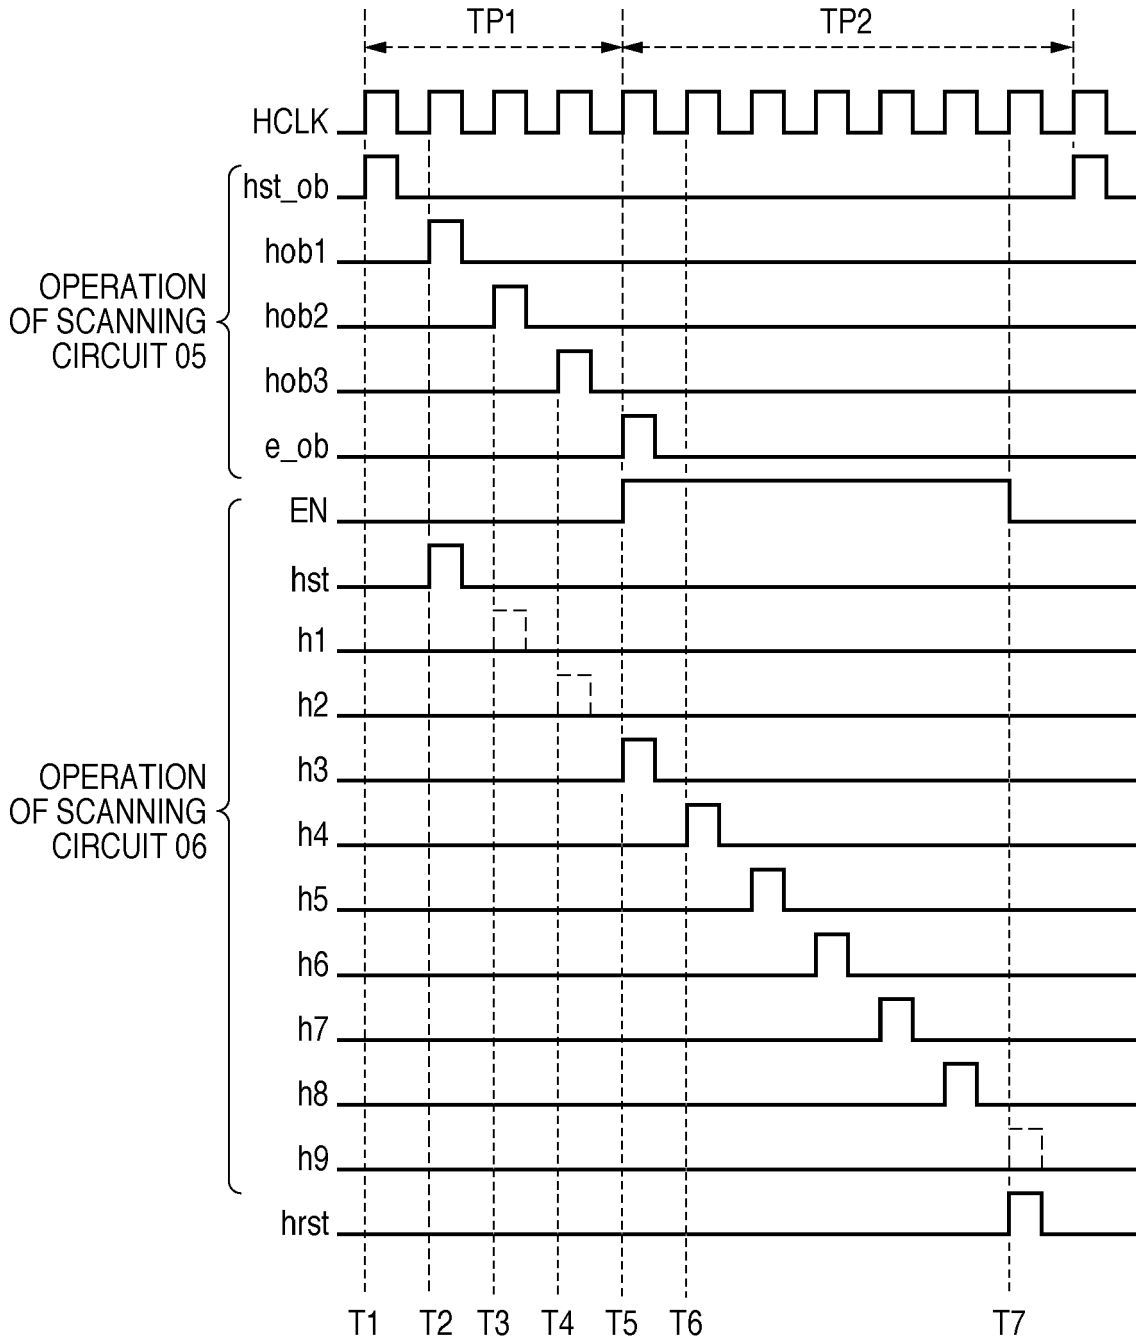 TP1
TP2
HCLK
hst_ob
hob1
hob2
hob3
e_ob
OPERATION
OF SCANNING
CIRCUIT 05
EN
hst
h1
h2
h3
h4
h5
h6
h7
h8
h9
OPERATION
OF SCANNING
CIRCUIT 06
hrst
T1 T2 T3 T4 T5 T6 T7